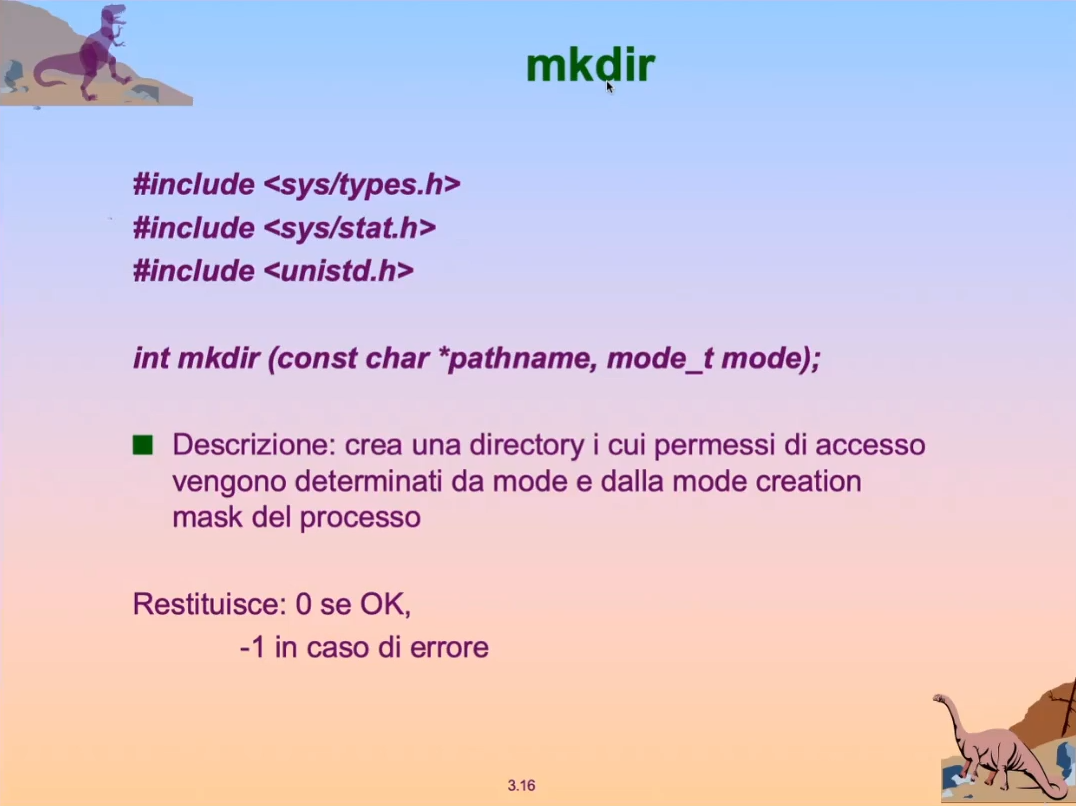 mkdir
#include <sys/types.h>
#include <sys/stat.h>
#include <unistd.h>
int mkdir (const char *pathname, mode_t mode);
Descrizione: crea una directory i cui permessi di accesso
vengono determinati da mode e dalla mode creation
mask del processo
Restituisce: 0 se OK,
-1 in caso di errore
3.16